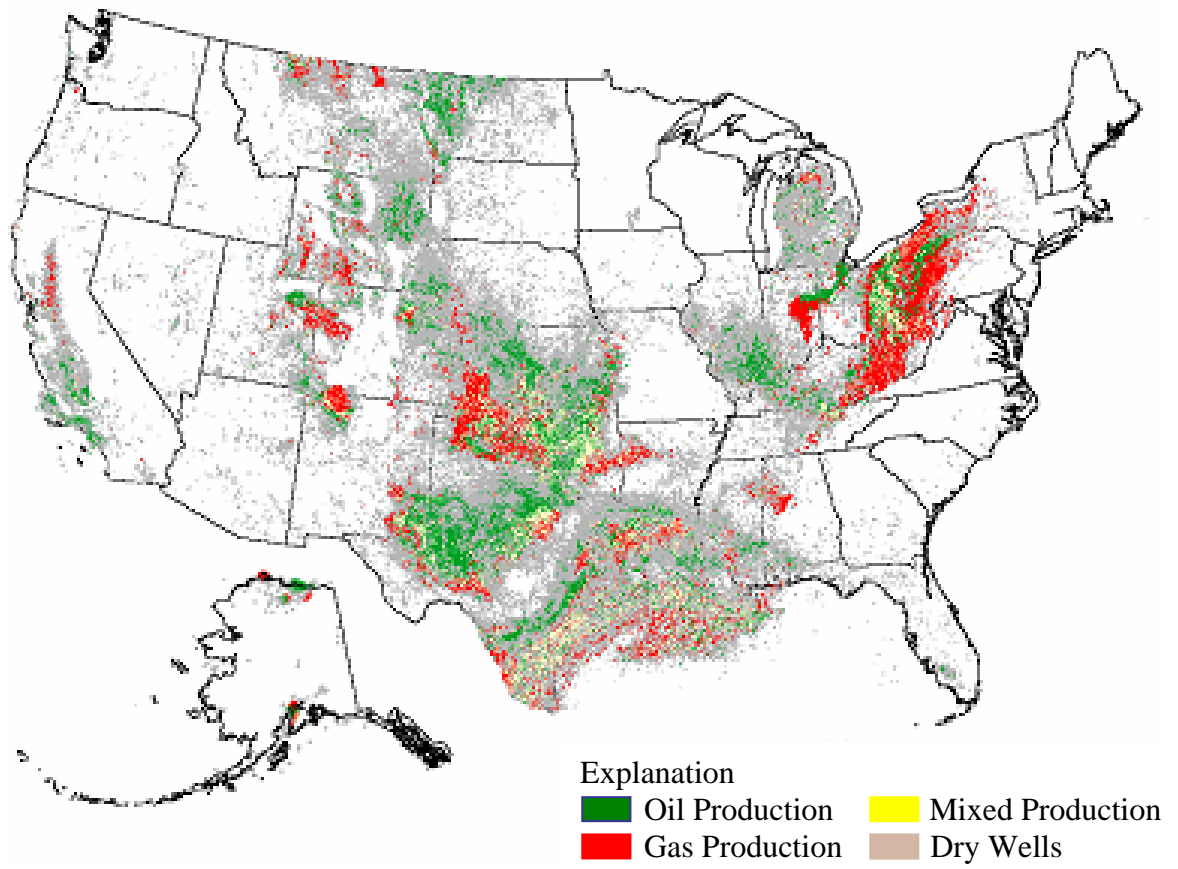 Explanation
Oil Production
Mixed Production
Gas Production
Dry Wells